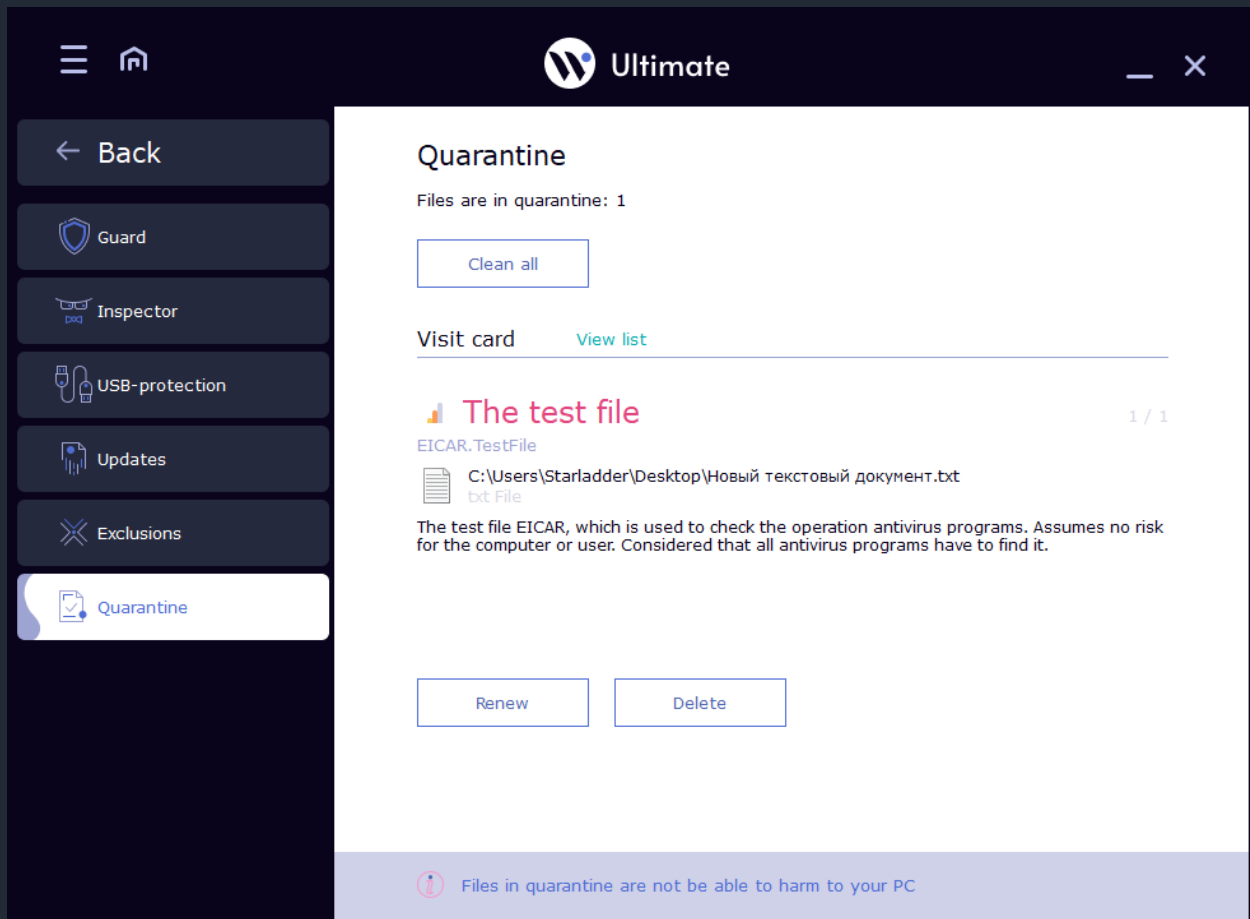 Ultimate
Back
Guard
Inspector
USB-protection
Updates
Exclusions
Quarantine
Quarantine
Files are in quarantine: 1
Clean all
Visit card View list
The test file 1 / 1
EICAR.TestFile
C:\Users\Starladder\Desktop\Новый текстовый документ.txt
txt File
The test file EICAR, which is used to check the operation antivirus programs. Assumes no risk
for the computer or user. Considered that all antivirus programs have to find it.
Renew Delete
Files in quarantine are not be able to harm to your PC